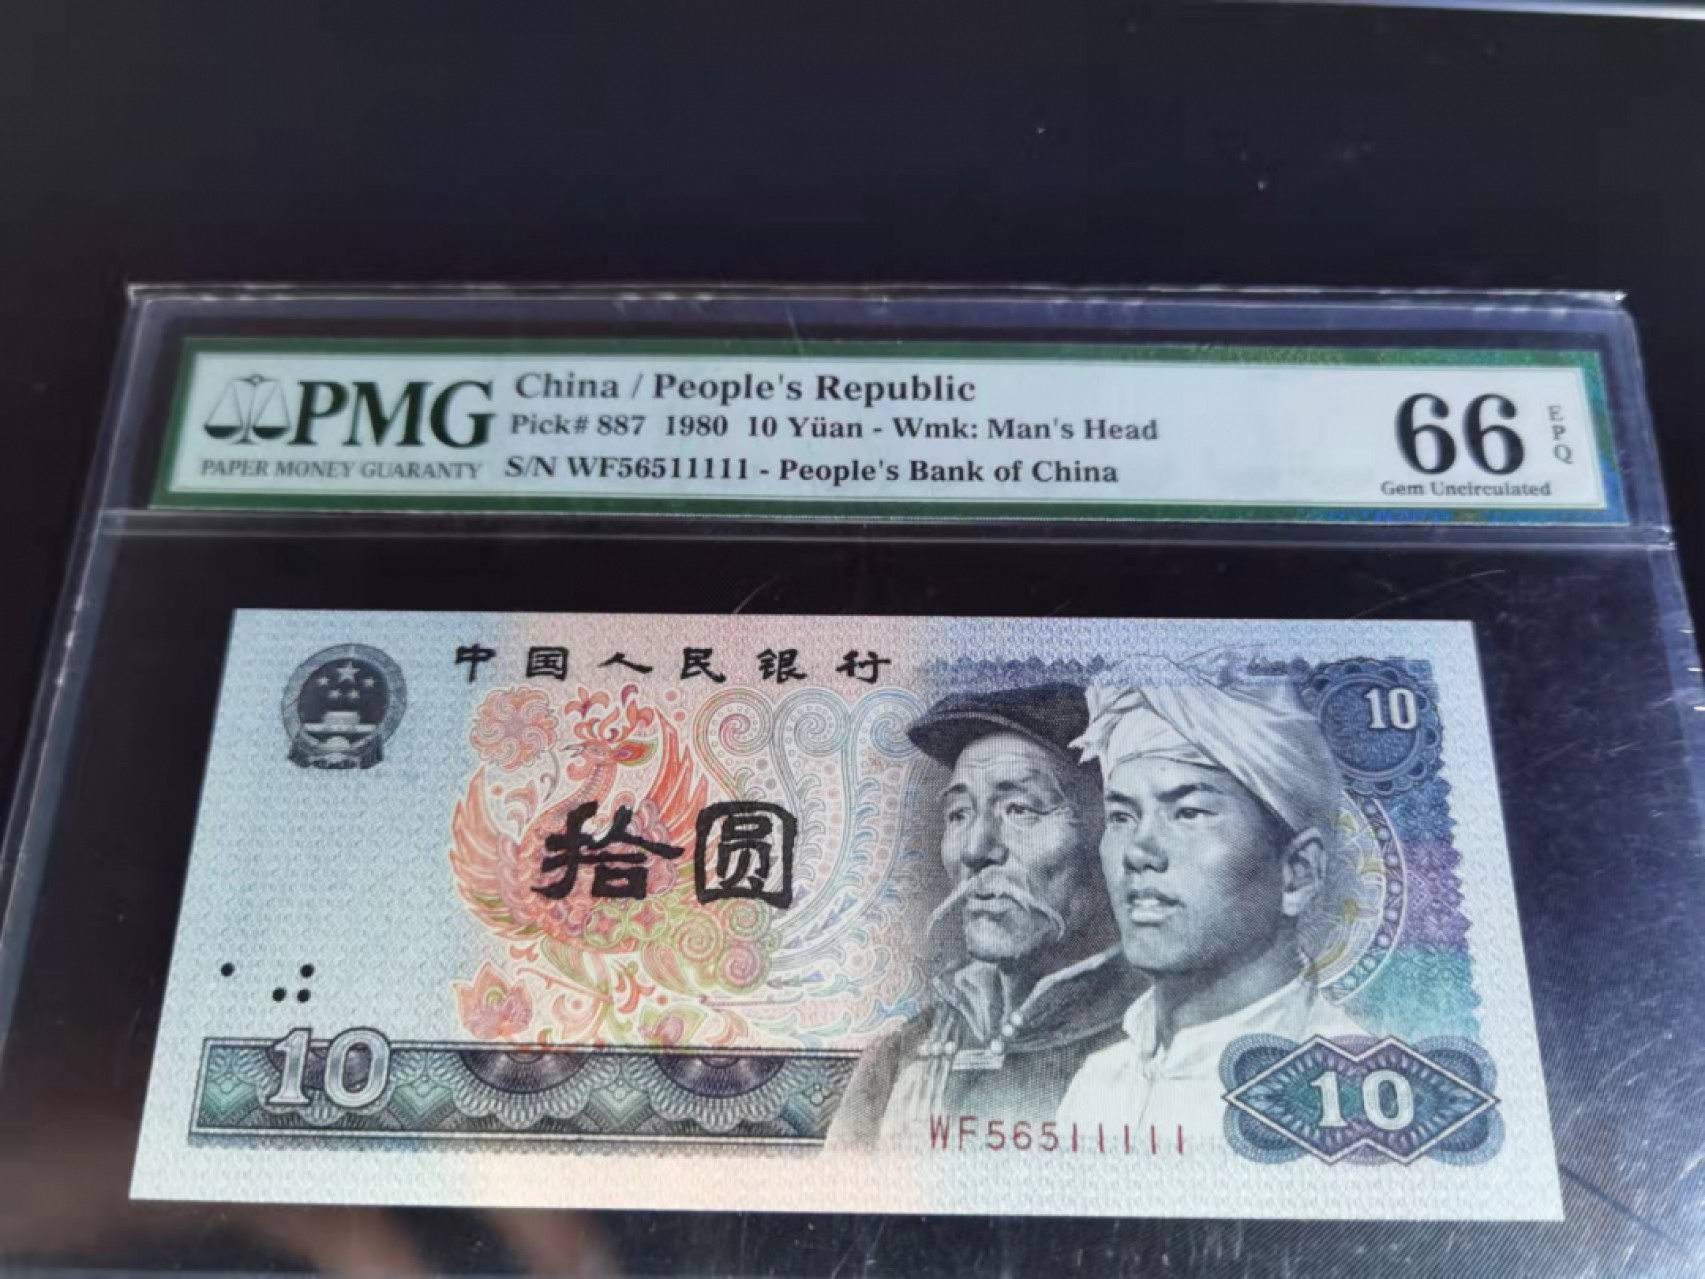 PMG
PAPER MONEY GUARANTY
China / People's Republic
Pick# 887 1980 10 Yüan - Wmk: Man's Head
S/N WF56511111 - People's Bank of China
66
EPQ
Gem Uncirculated
中国人民银行
10
拾圆
10
10
WF56511111